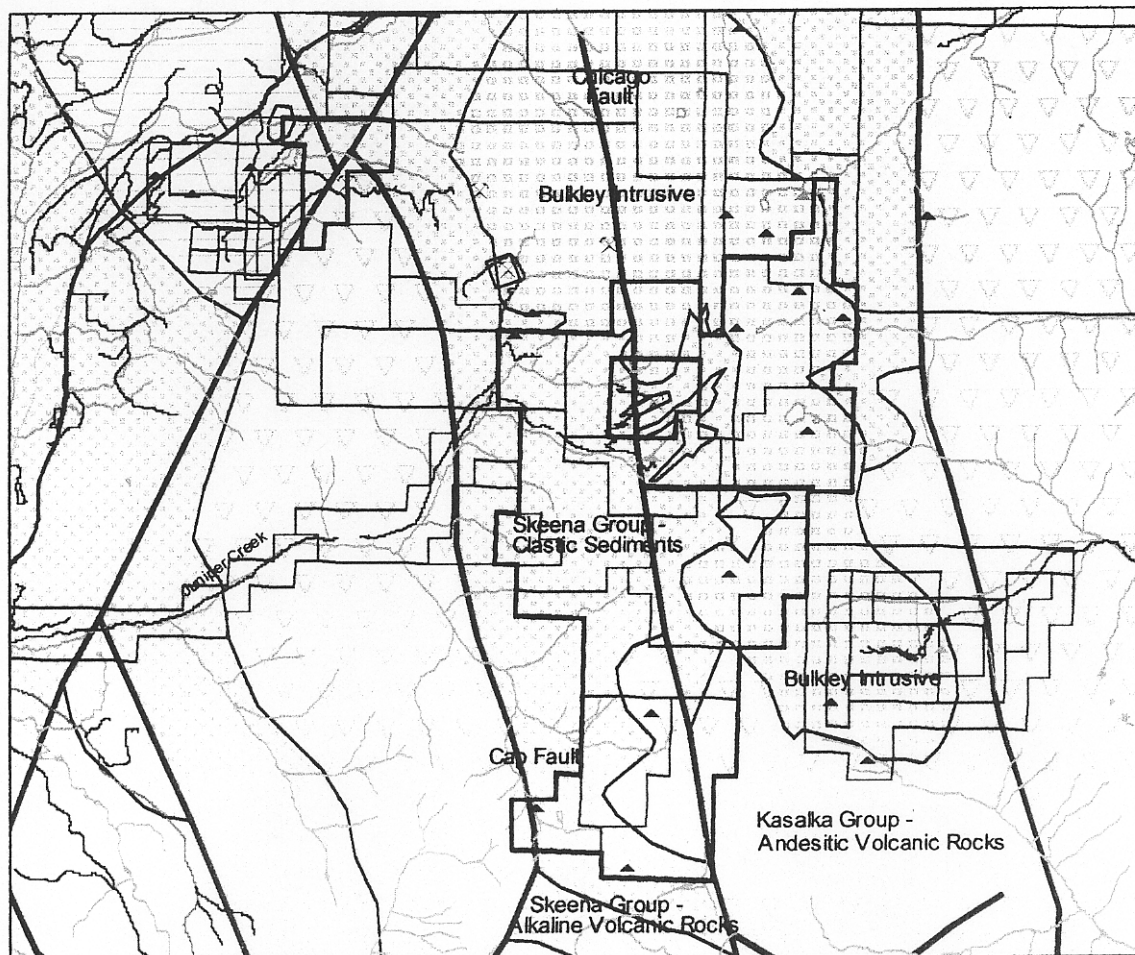 Chicago
Fault
Bulkley Intrusive
Skeena Group -
Clastic Sediments
Juniper Creek
Bulkley Intrusive
Cap Fault
Kasalka Group -
Andesitic Volcanic Rocks
Skeena Group -
Alkaline Volcanic Rocks